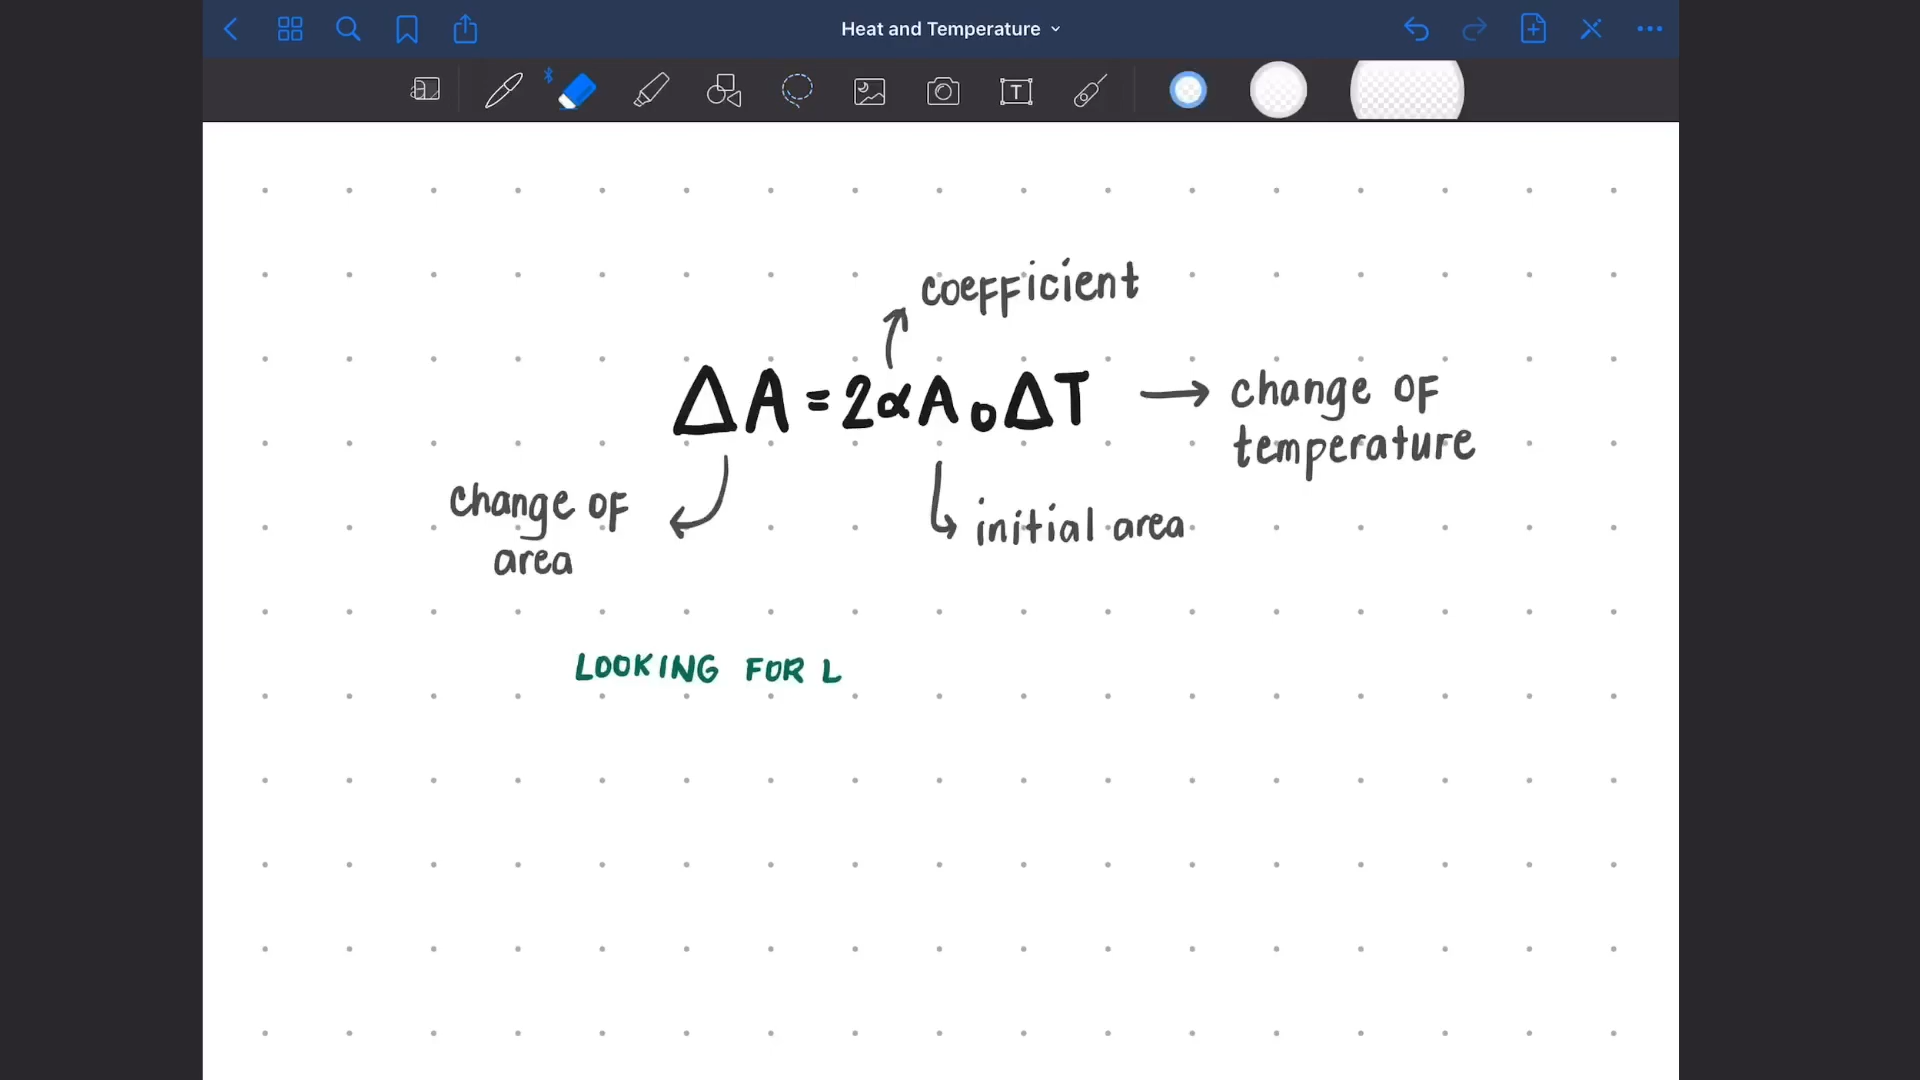 Heat and Temperature
T
coefficient
ΔA = 2αA₀ΔT
change of
temperature
change of
area
initial area
LOOKING FOR L